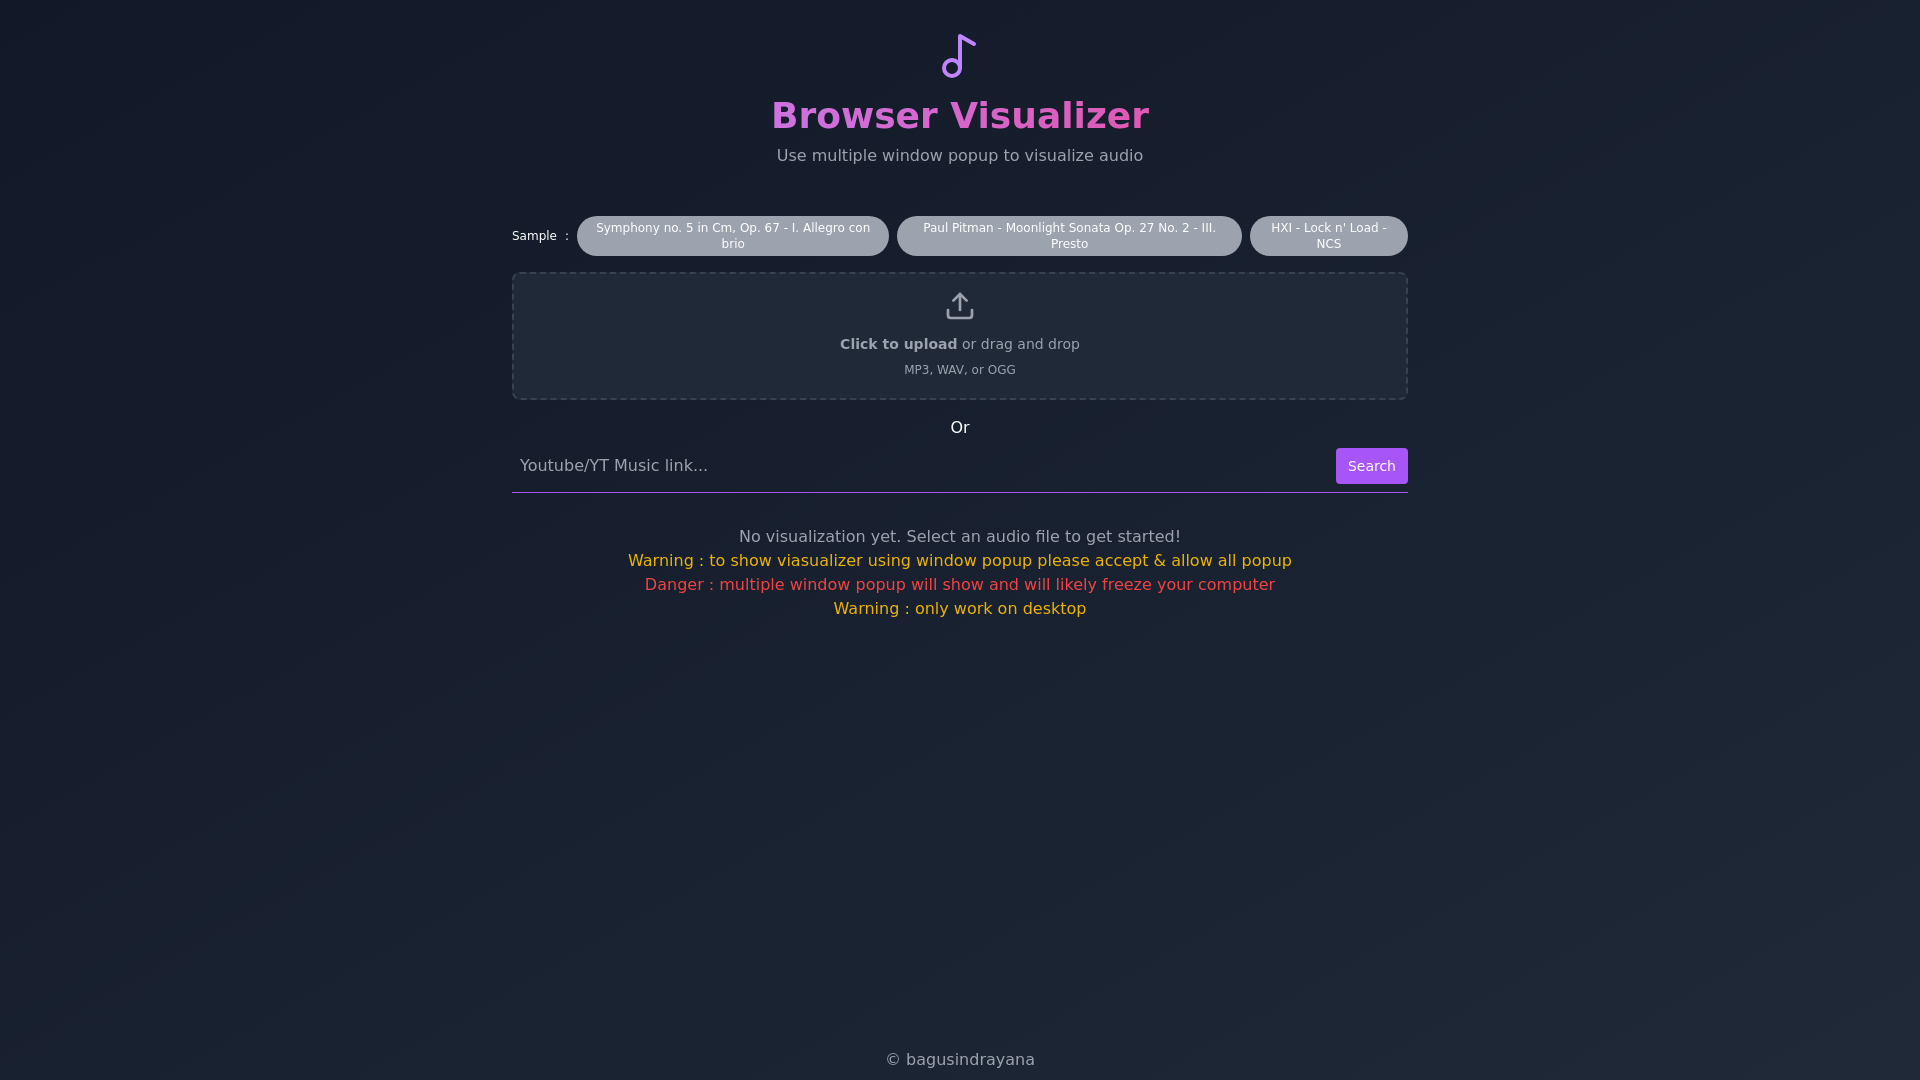 Browser Visualizer
Use multiple window popup to visualize audio
Sample :
Symphony no. 5 in Cm, Op. 67 - I. Allegro con
brio
Paul Pitman - Moonlight Sonata Op. 27 No. 2 - III.
Presto
HXI - Lock n' Load -
NCS
Click to upload or drag and drop
MP3, WAV, or OGG
Or
Youtube/YT Music link...
Search
No visualization yet. Select an audio file to get started!
Warning : to show viasualizer using window popup please accept & allow all popup
Danger : multiple window popup will show and will likely freeze your computer
Warning : only work on desktop
© bagusindrayana